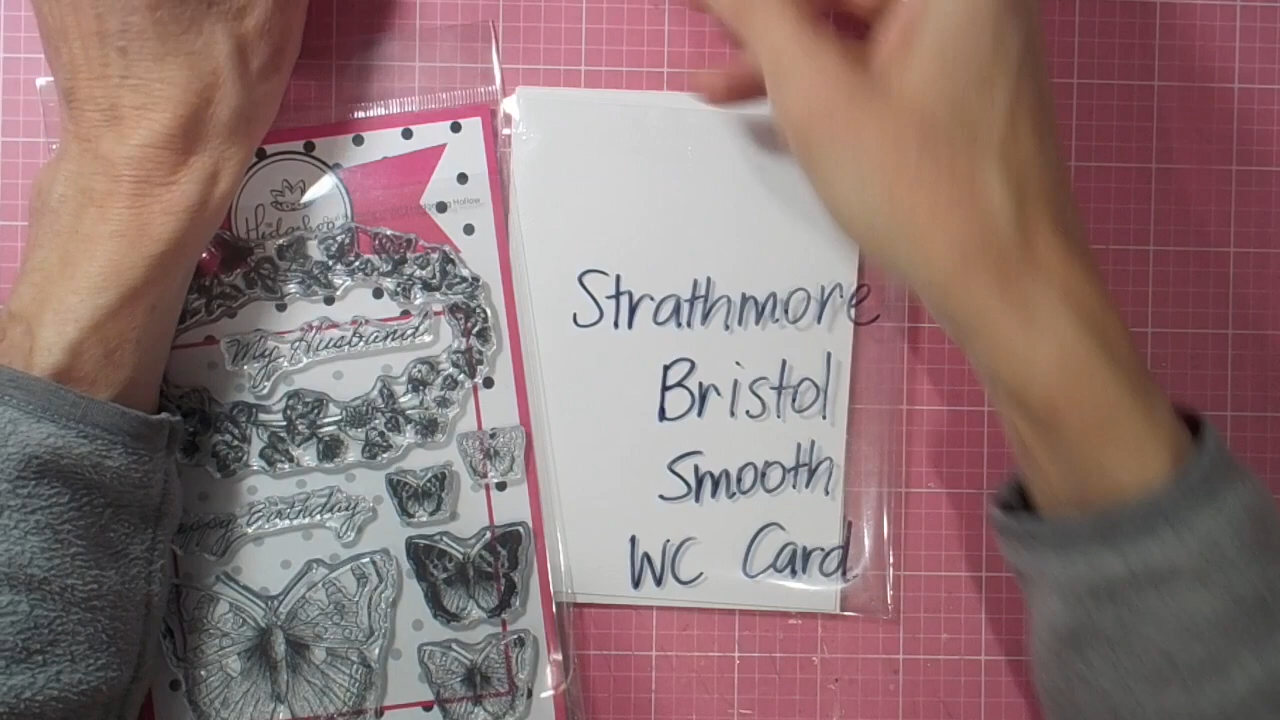 My Husband
Happy Birthday
Strathmore
Bristol
Smooth
WC Card